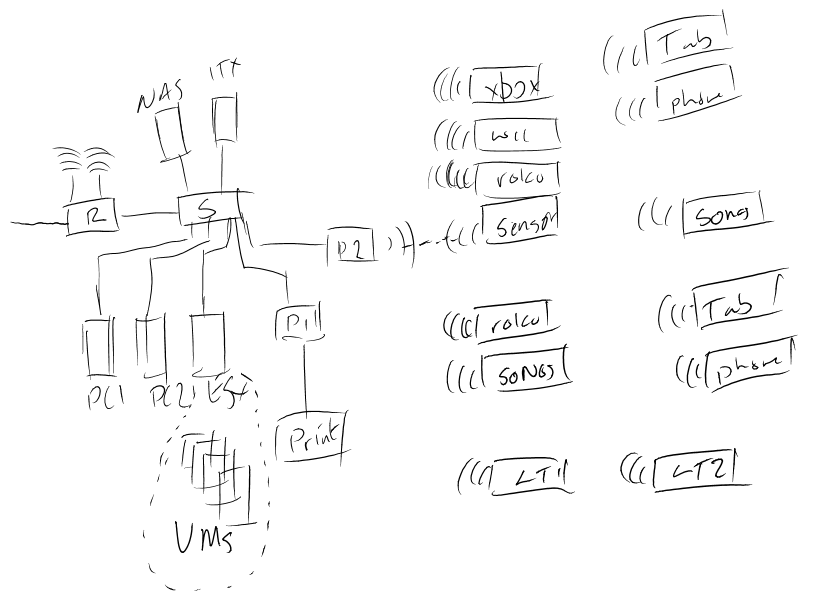 Tab
ITX
NAS
xbox
phone
wii
roku
R
S
sensor
Sonos
P2
Tab
P1
roku
phone
SONOS
PC1
PC2
ESX
Print
LT1
LT2
VMs